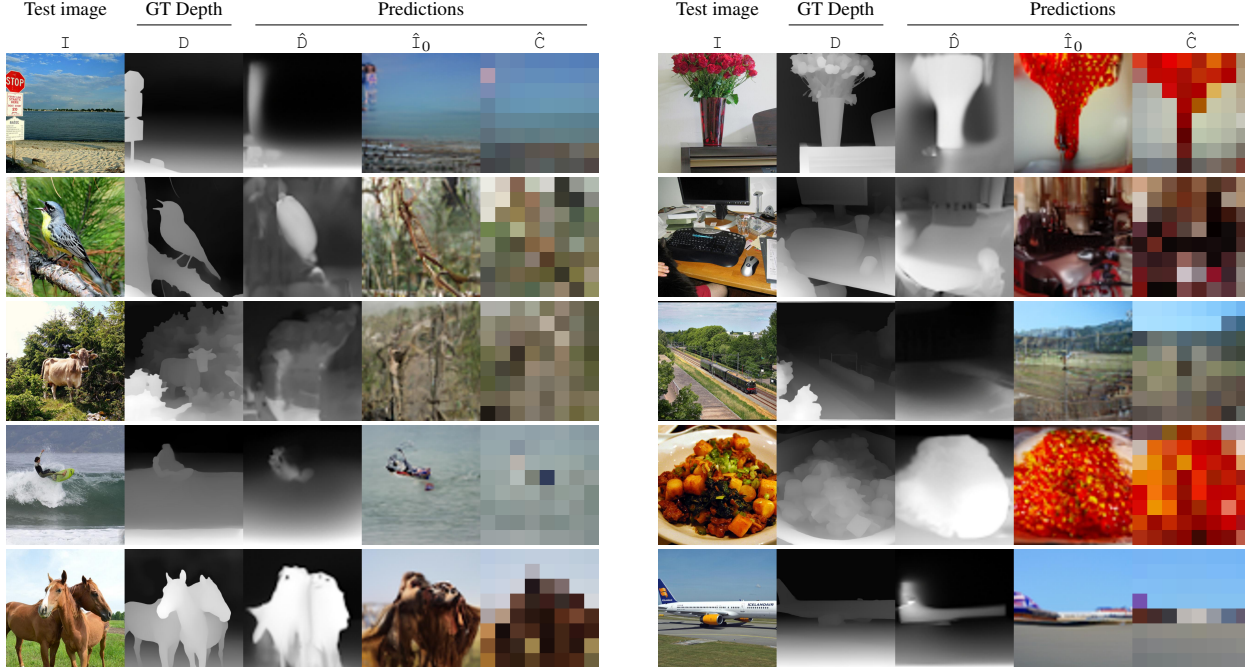 Test image GT Depth Predictions
I D D̂ Î₀ Ĉ
Test image GT Depth Predictions
I D D̂ Î₀ Ĉ
STOP
ICELANDAIR